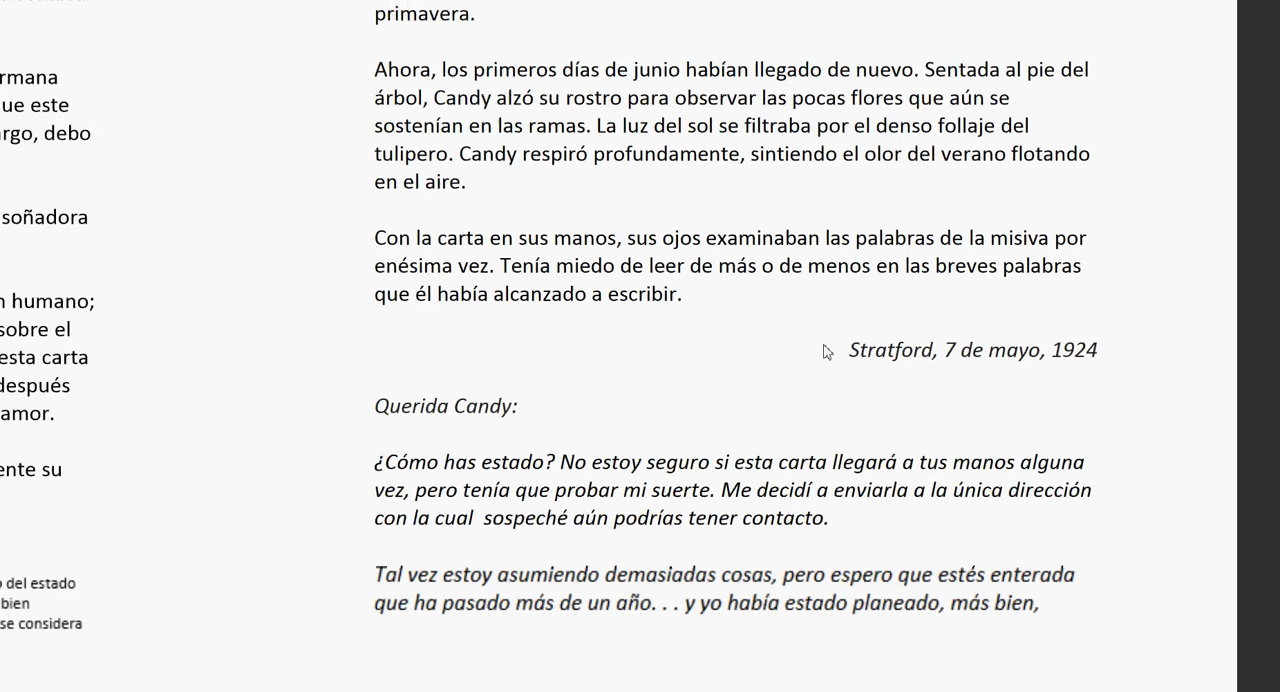 rmana
ue este
argo, debo
soñadora
humano;
sobre el
esta carta
después
amor.
ente su
del estado
bien
se considera
primavera.
Ahora, los primeros días de junio habían llegado de nuevo. Sentada al pie del
árbol, Candy alzó su rostro para observar las pocas flores que aún se
sostenían en las ramas. La luz del sol se filtraba por el denso follaje del
tulipero. Candy respiró profundamente, sintiendo el olor del verano flotando
en el aire.
Con la carta en sus manos, sus ojos examinaban las palabras de la misiva por
enésima vez. Tenía miedo de leer de más o de menos en las breves palabras
que él había alcanzado a escribir.
Stratford, 7 de mayo, 1924
Querida Candy:
¿Cómo has estado? No estoy seguro si esta carta llegará a tus manos alguna
vez, pero tenía que probar mi suerte. Me decidí a enviarla a la única dirección
con la cual  sospeché aún podrías tener contacto.
Tal vez estoy asumiendo demasiadas cosas, pero espero que estés enterada
que ha pasado más de un año. . . y yo había estado planeado, más bien,